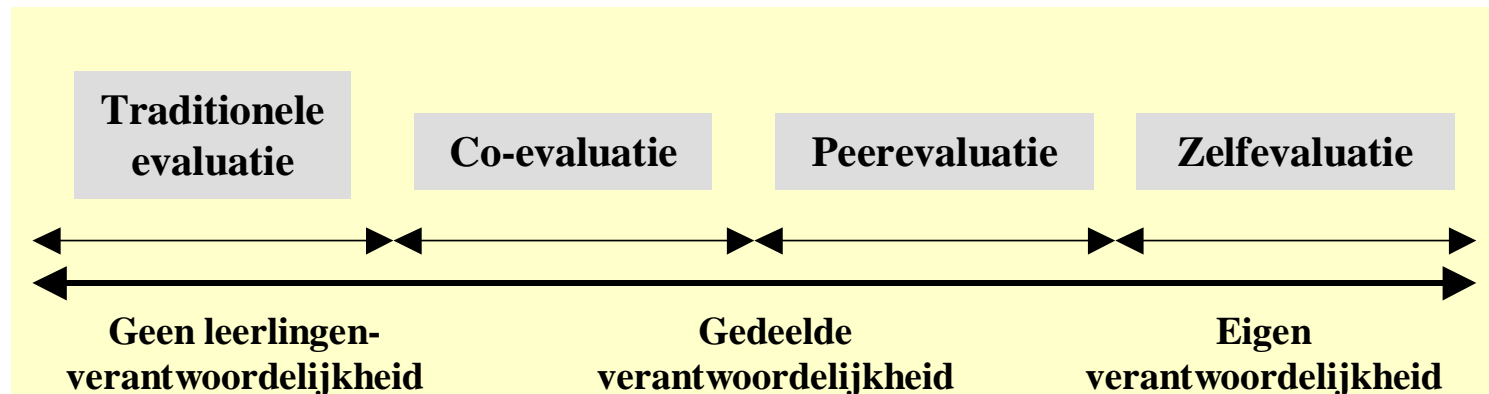 Traditionele
evaluatie
Co-evaluatie
Peerevaluatie
Zelfevaluatie
Geen leerlingen-
verantwoordelijkheid
Gedeelde
verantwoordelijkheid
Eigen
verantwoordelijkheid